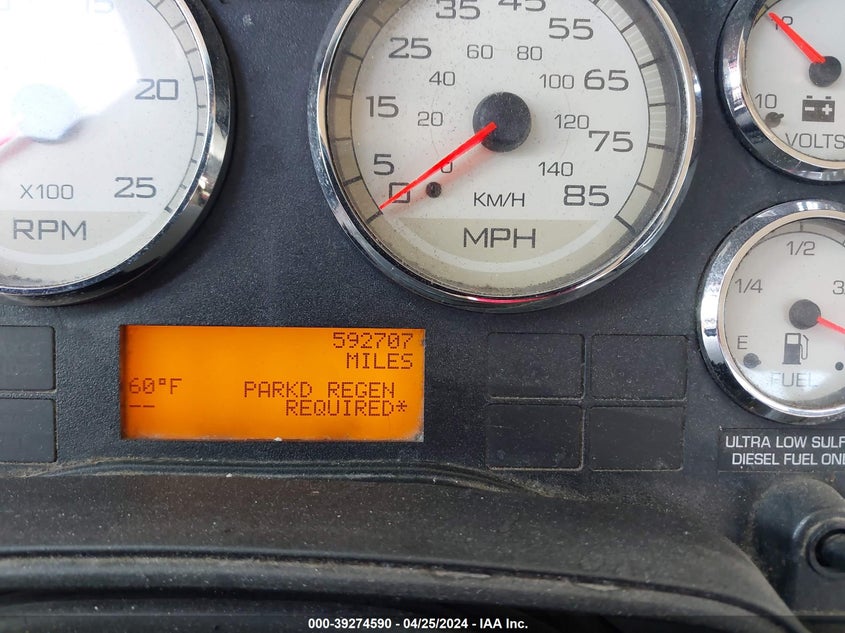 15
20
25
X100
RPM
35
45
25
55
60
80
40
100
65
15
20
120
75
5
0
140
0
KM/H
85
MPH
10
VOLTS
1/2
1/4
E
FUEL
592707
MILES
60°F
PARKD REGEN
--
REQUIRED*
ULTRA LOW
DIESEL FUEL
000-39274590 - 04/25/2024 - IAA Inc.